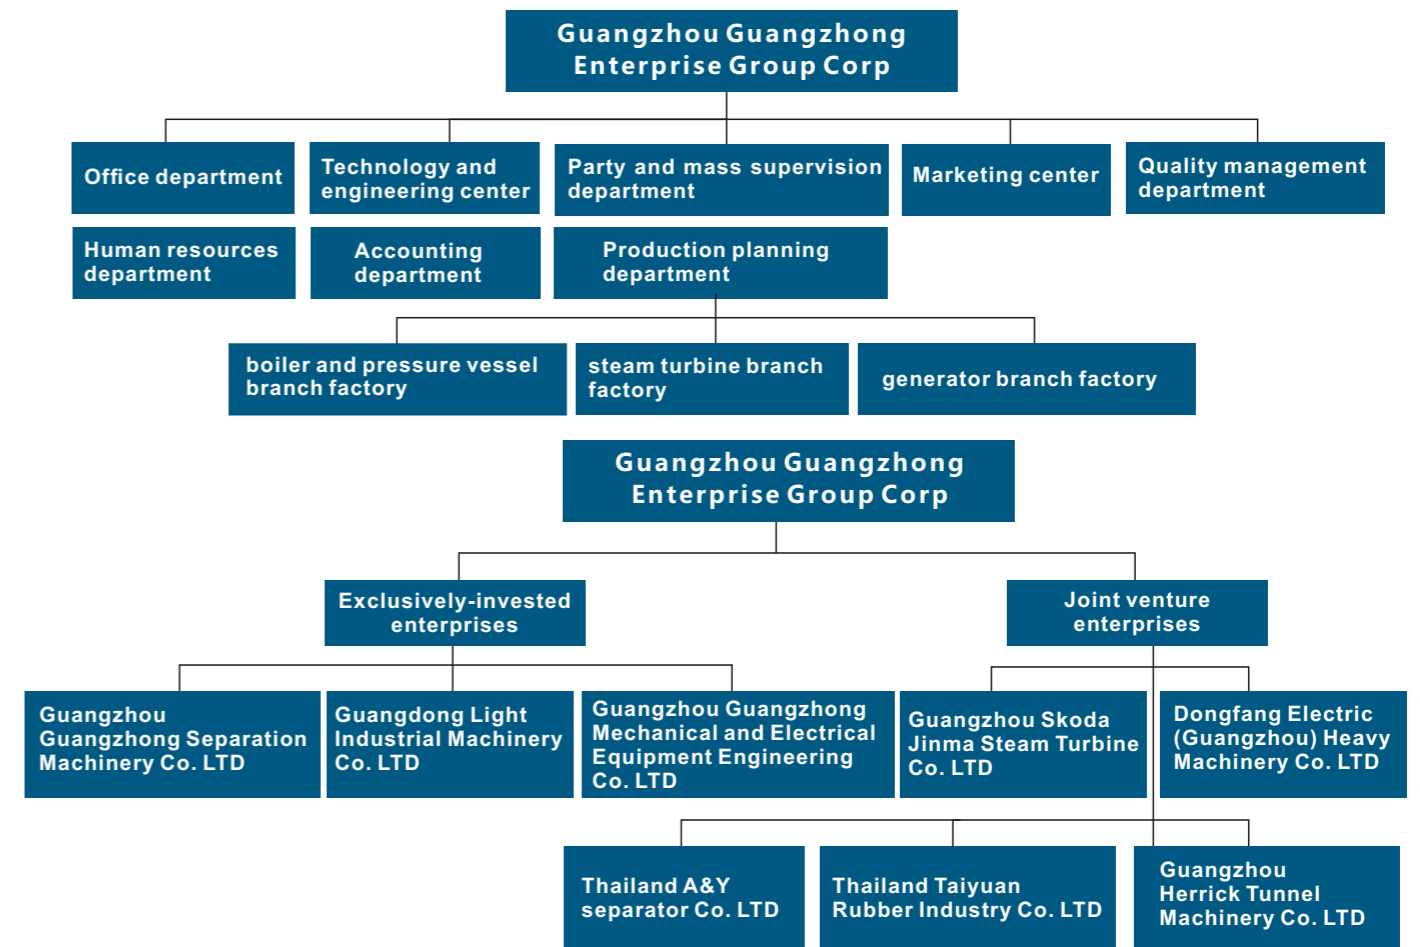 Guangzhou Guangzhong
Enterprise Group Corp
Office department
Technology and
engineering center
Party and mass supervision
department
Marketing center
Quality management
department
Human resources
department
Accounting
department
Production planning
department
boiler and pressure vessel
branch factory
steam turbine branch
factory
generator branch factory
Guangzhou Guangzhong
Enterprise Group Corp
Exclusively-invested
enterprises
Joint venture
enterprises
Guangzhou
Guangzhong Separation
Machinery Co. LTD
Guangdong Light
Industrial Machinery
Co. LTD
Guangzhou Guangzhong
Mechanical and Electrical
Equipment Engineering
Co. LTD
Guangzhou Skoda
Jinma Steam Turbine
Co. LTD
Dongfang Electric
(Guangzhou) Heavy
Machinery Co. LTD
Thailand A&Y
separator Co. LTD
Thailand Taiyuan
Rubber Industry Co. LTD
Guangzhou
Herrick Tunnel
Machinery Co. LTD